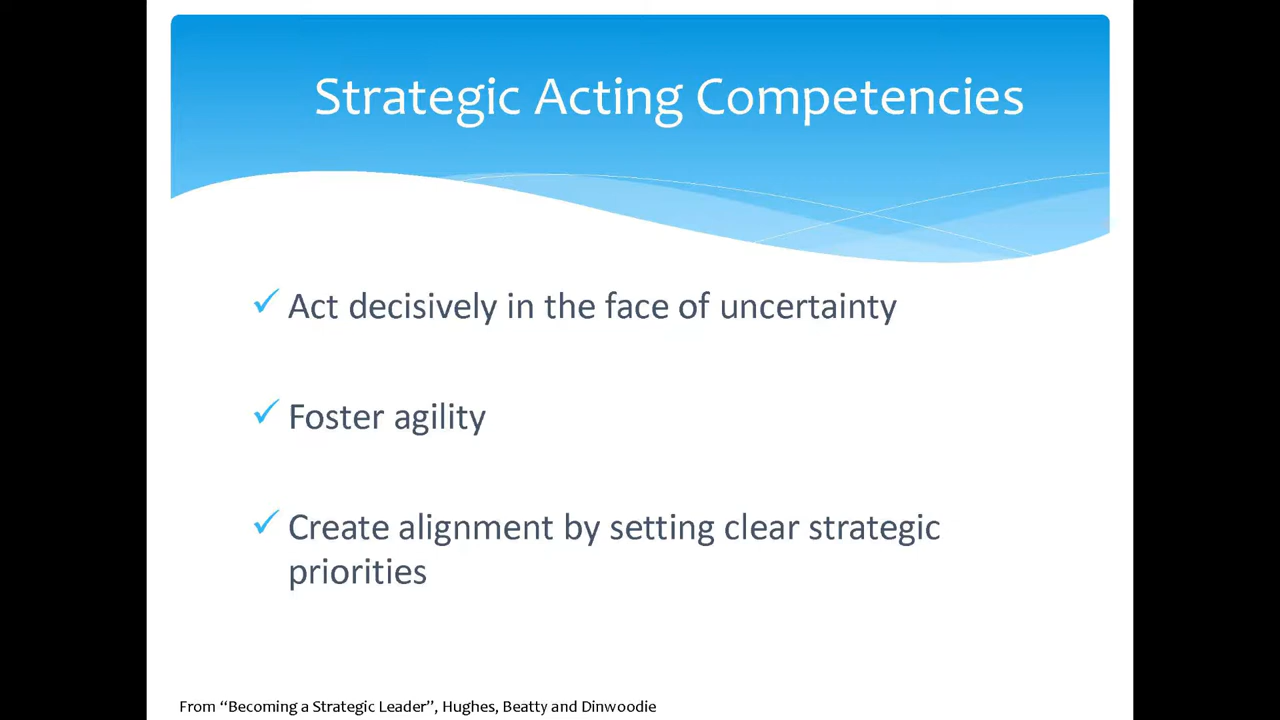 Strategic Acting Competencies
✓ Act decisively in the face of uncertainty
✓ Foster agility
✓ Create alignment by setting clear strategic
priorities
From “Becoming a Strategic Leader”, Hughes, Beatty and Dinwoodie